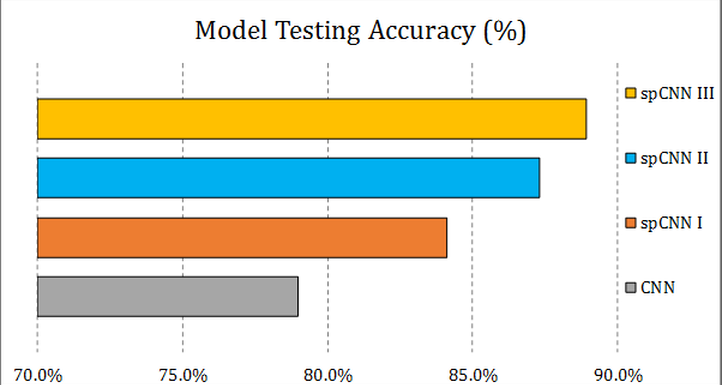 Model Testing Accuracy (%)
spCNN III
spCNN II
spCNN I
CNN
70.0% 75.0% 80.0% 85.0% 90.0%